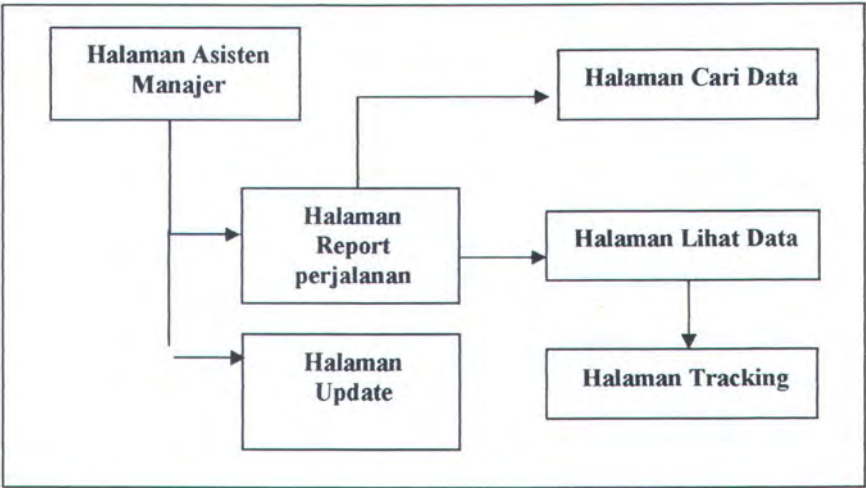 Halaman Asisten
Manajer
Halaman Cari Data
Halaman
Report
perjalanan
Halaman Lihat Data
Halaman
Update
Halaman Tracking